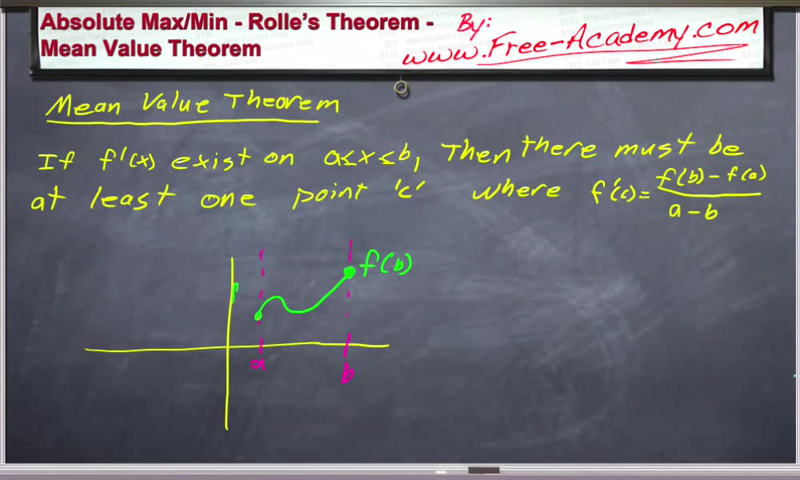 Absolute Max/Min - Rolle's Theorem -
Mean Value Theorem
By:
www.Free-Academy.com
Mean Value Theorem
If f'(x) exist on a≤x≤b, Then there must be
at least one point 'c' where f'(c) = f(b) - f(a)
a - b
f(b)
a
b